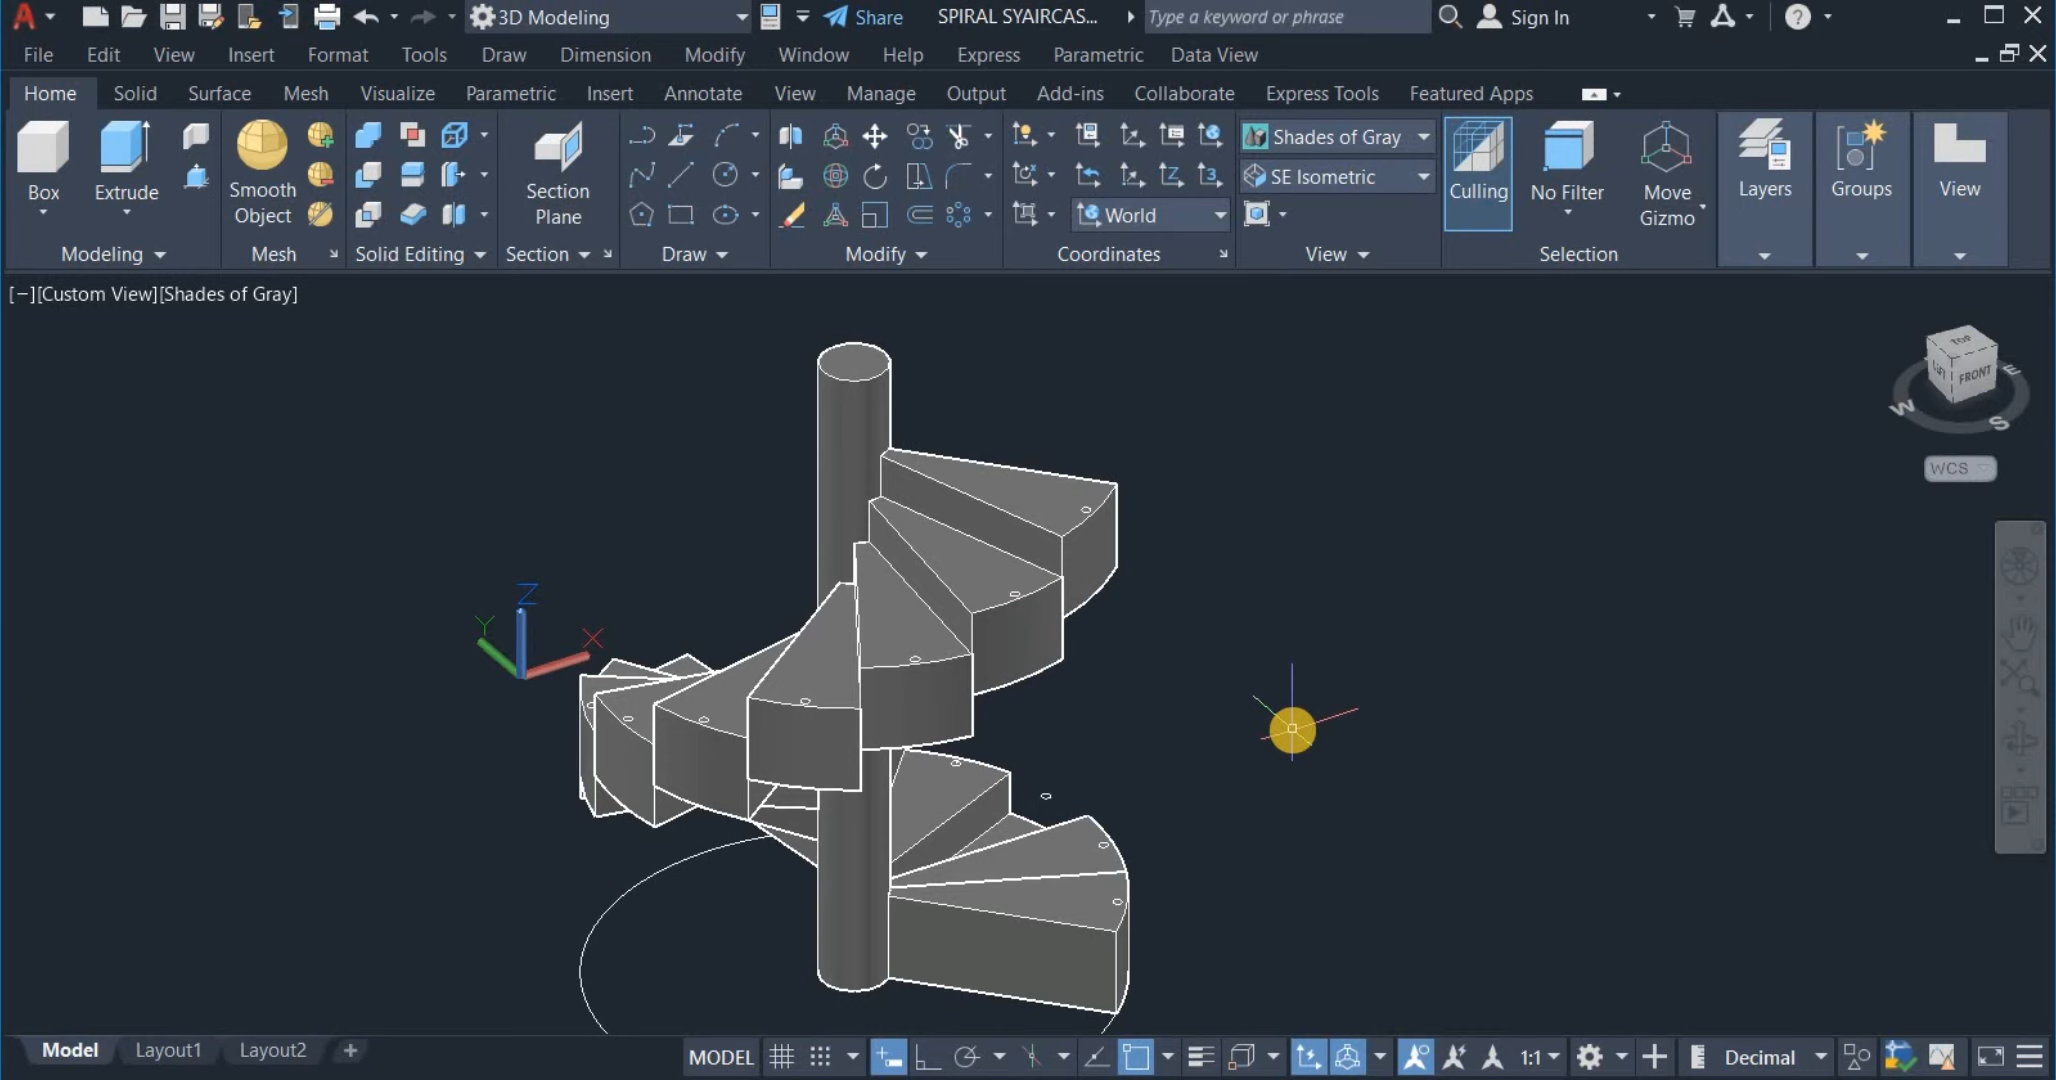 3D Modeling Share SPIRAL SYAIRCAS... Type a keyword or phrase Sign In
File Edit View Insert Format Tools Draw Dimension Modify Window Help Express Parametric Data View
Home Solid Surface Mesh Visualize Parametric Insert Annotate View Manage Output Add-ins Collaborate Express Tools Featured Apps
Box
Extrude
Smooth
Object
Section
Plane
World
Shades of Gray
SE Isometric
Culling
No Filter
Move
Gizmo
Layers
Groups
View
Modeling Mesh Solid Editing Section Draw Modify Coordinates View Selection
[−][Custom View][Shades of Gray]
TOP
LEFT
FRONT
E
W
S
WCS
Z
Y
X
Model Layout1 Layout2
MODEL 1:1 Decimal